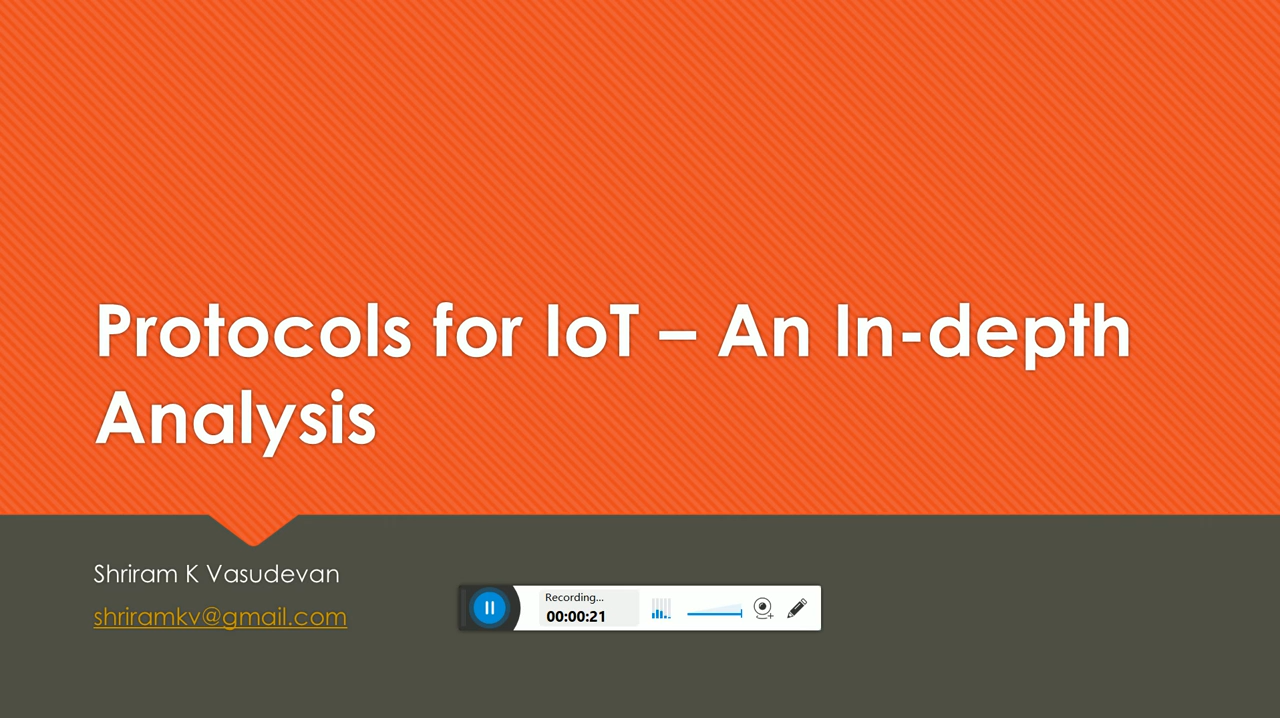 Protocols for IoT – An In-depth
Analysis
Shriram K Vasudevan
shriramkv@gmail.com
Recording...
00:00:21